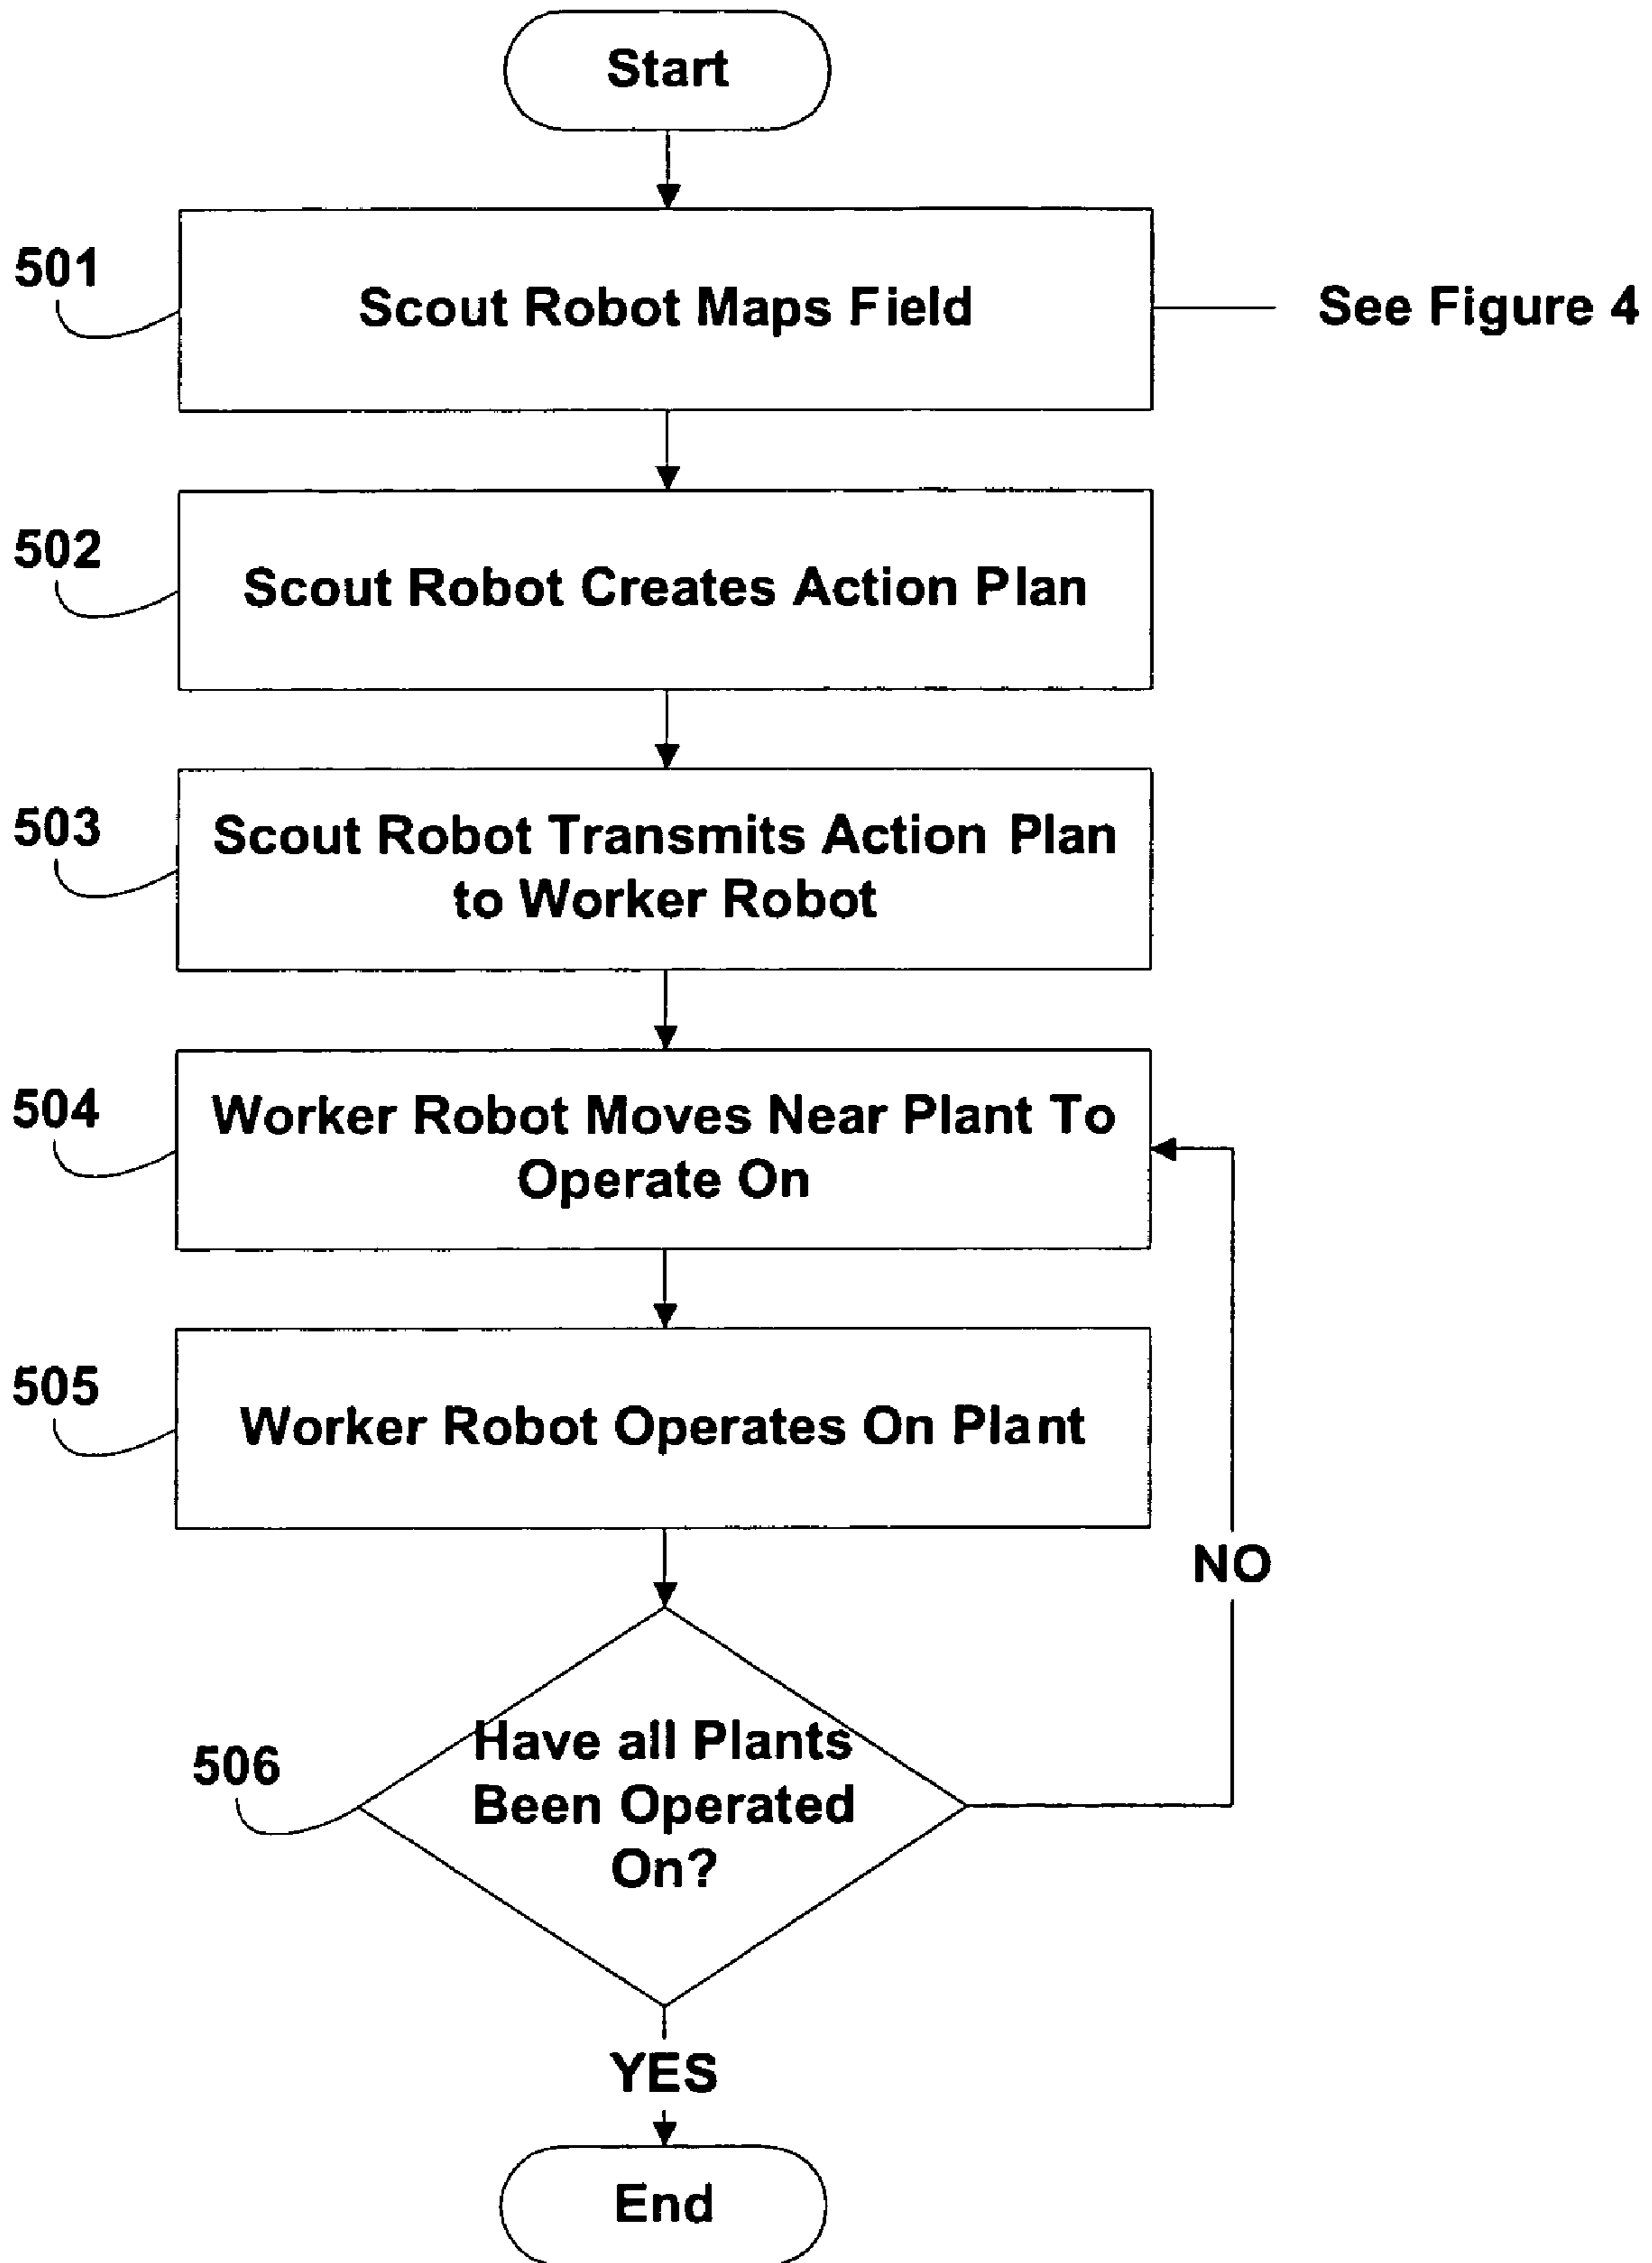 Start
501
Scout Robot Maps Field
See Figure 4
502
Scout Robot Creates Action Plan
503
Scout Robot Transmits Action Plan
to Worker Robot
504
Worker Robot Moves Near Plant To
Operate On
505
Worker Robot Operates On Plant
NO
506
Have all Plants
Been Operated
On?
YES
End